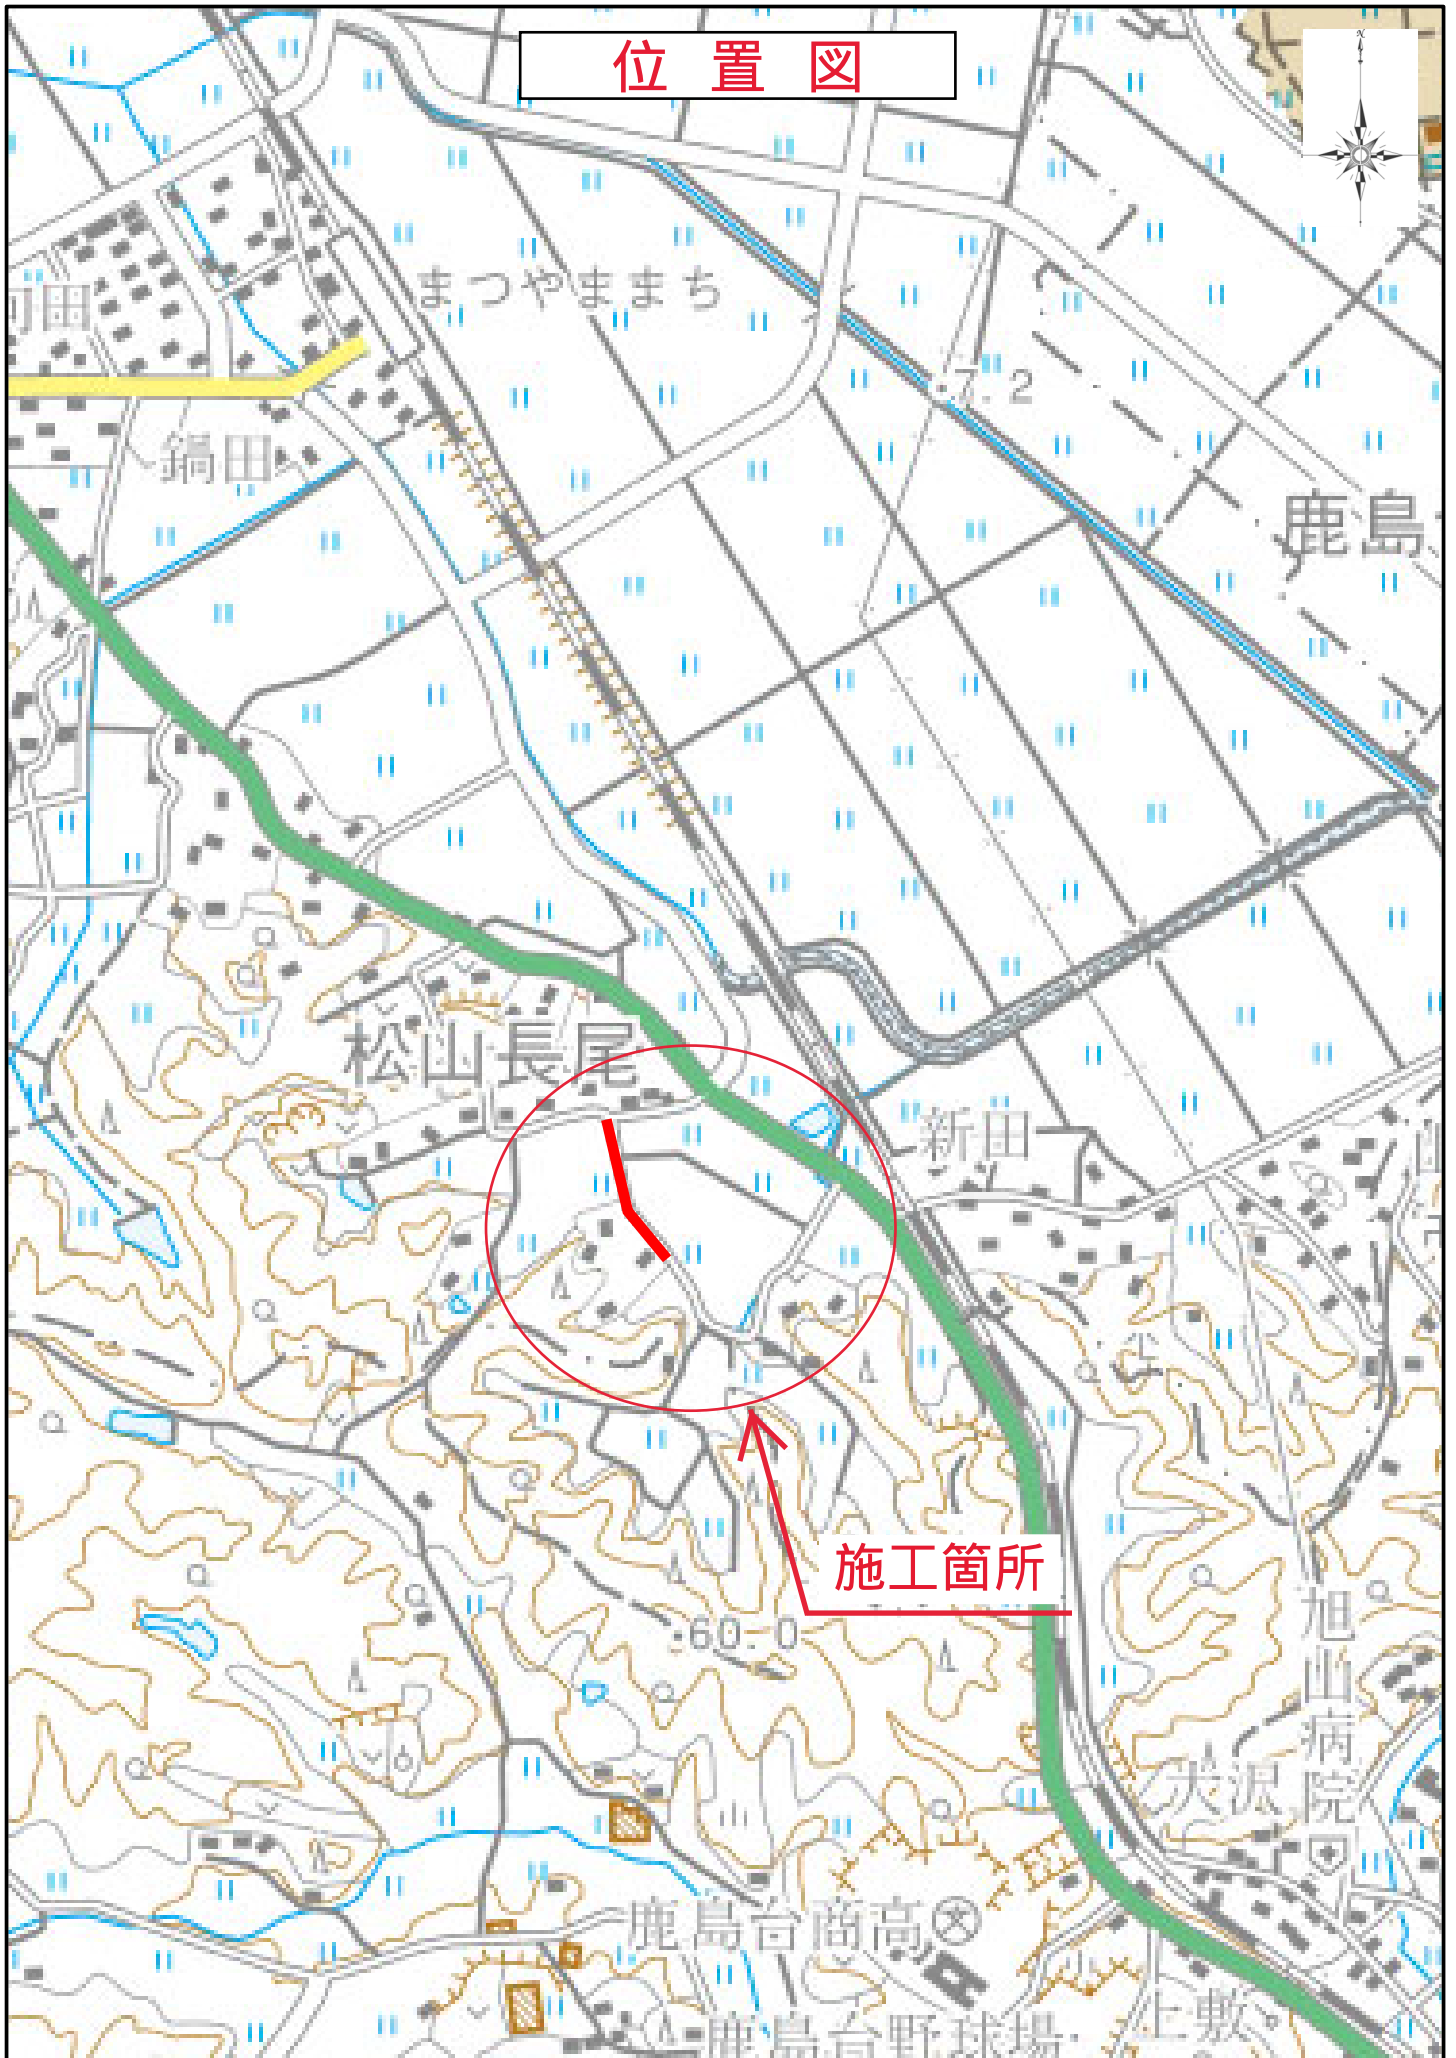 位置図
まつやままち
7.2
鍋田
鹿島
松山長尾
新田
施工箇所
60.0
旭山病院
大沢
鹿島台商高
上敷
鹿島台野球場